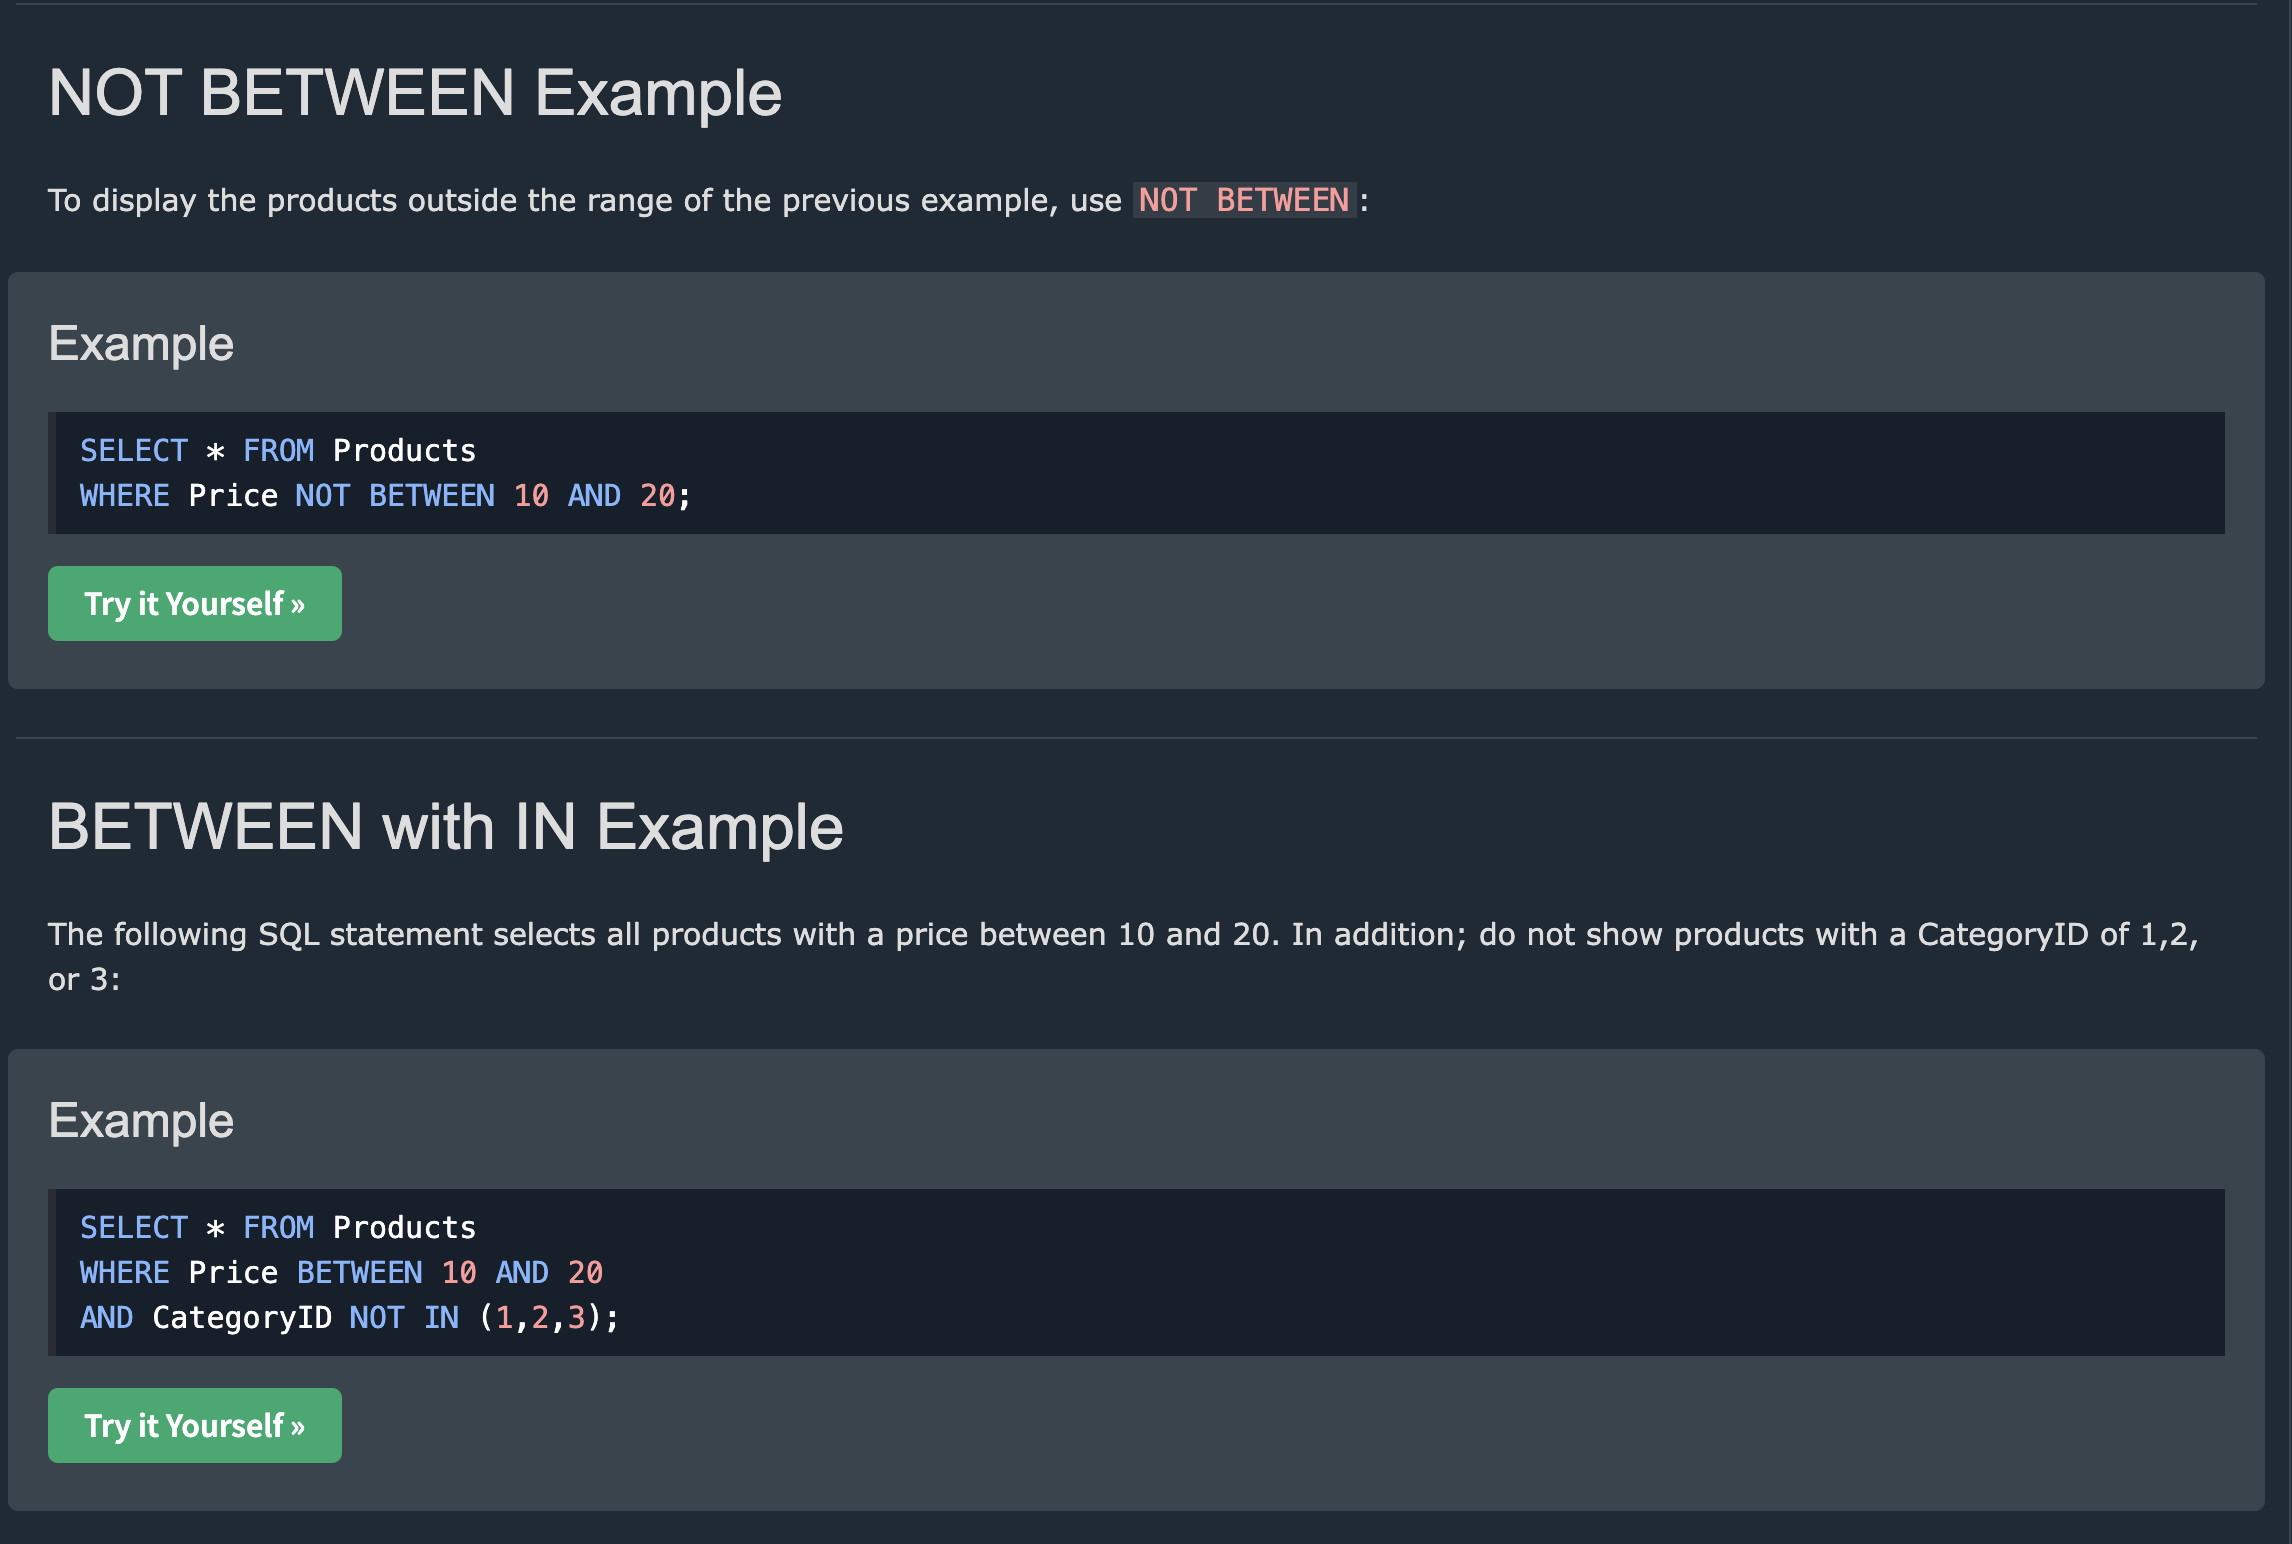 NOT BETWEEN Example
To display the products outside the range of the previous example, use NOT BETWEEN:
Example
SELECT * FROM Products
WHERE Price NOT BETWEEN 10 AND 20;
Try it Yourself »
BETWEEN with IN Example
The following SQL statement selects all products with a price between 10 and 20. In addition; do not show products with a CategoryID of 1,2,
or 3:
Example
SELECT * FROM Products
WHERE Price BETWEEN 10 AND 20
AND CategoryID NOT IN (1,2,3);
Try it Yourself »